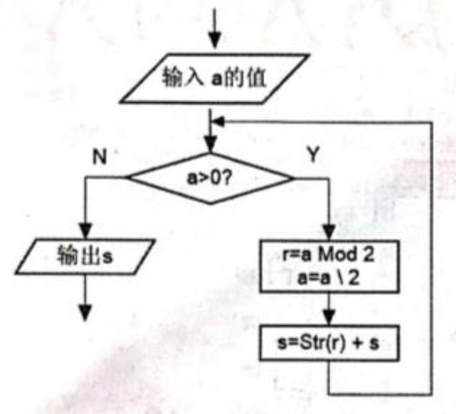 输入 a的值
N
Y
a>0?
输出s
r=a Mod 2
a=a \ 2
s=Str(r) + s